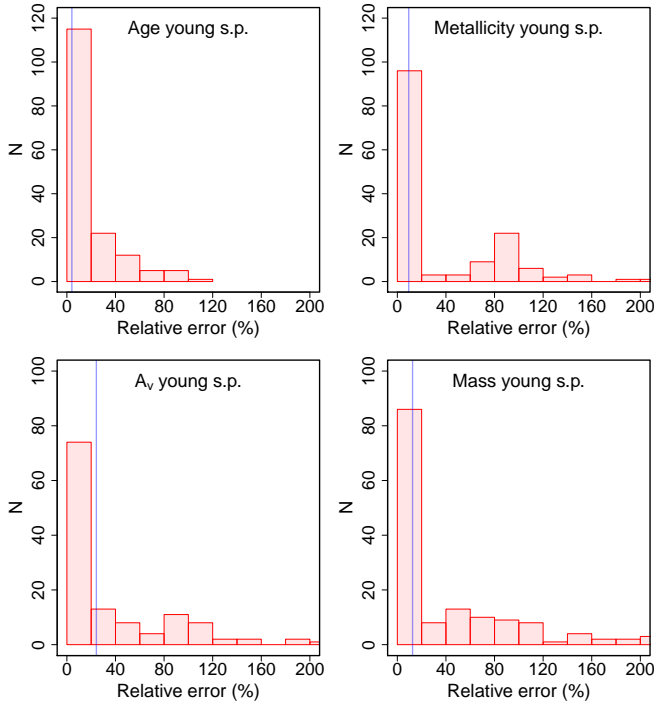 Age young s.p.
N
0 20 40 60 80 100 120
0 40 80 120 160 200
Relative error (%)
Metallicity young s.p.
N
0 20 40 60 80 100 120
0 40 80 120 160 200
Relative error (%)
Aᵥ young s.p.
N
0 20 40 60 80 100
0 40 80 120 160 200
Relative error (%)
Mass young s.p.
N
0 20 40 60 80 100
0 40 80 120 160 200
Relative error (%)